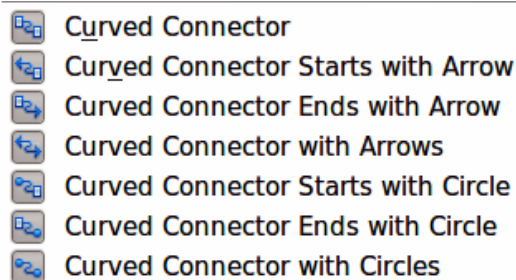 Curved Connector
Curved Connector Starts with Arrow
Curved Connector Ends with Arrow
Curved Connector with Arrows
Curved Connector Starts with Circle
Curved Connector Ends with Circle
Curved Connector with Circles